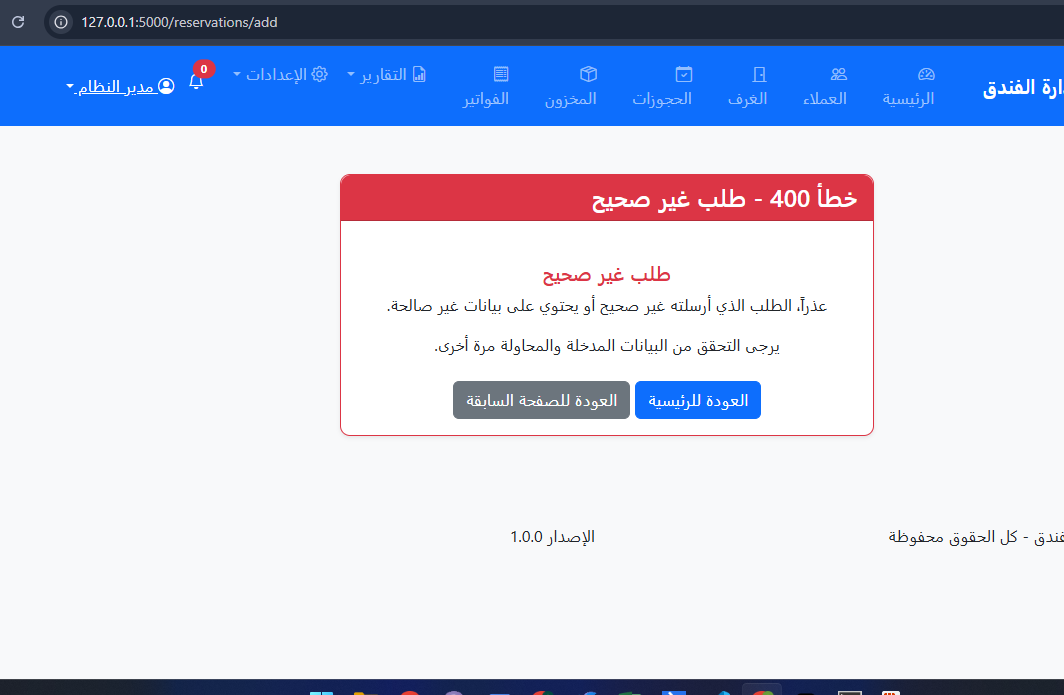 127.0.0.1:5000/reservations/add
الفندق
الرئيسية
العملاء
الغرف
الحجوزات
المخزون
الفواتير
التقارير
الإعدادات
0
مدير النظام
خطأ 400 - طلب غير صحيح
طلب غير صحيح
عذراً، الطلب الذي أرسلته غير صحيح أو يحتوي على بيانات غير صالحة.
يرجى التحقق من البيانات المدخلة والمحاولة مرة أخرى.
العودة للرئيسية
العودة للصفحة السابقة
- كل الحقوق محفوظة
الإصدار 1.0.0